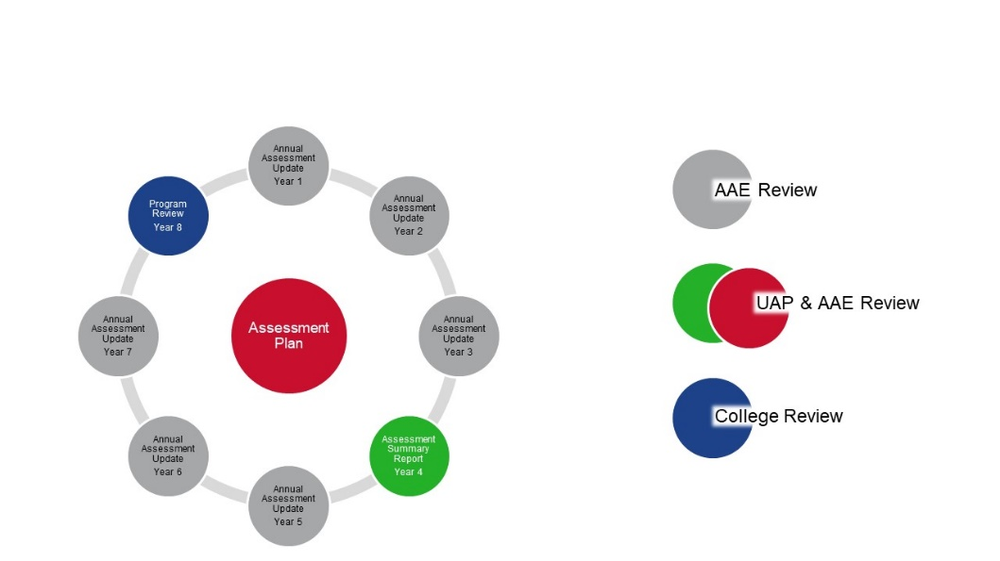 Annual
Assessment
Update
Year 1
Annual
Assessment
Update
Year 2
Annual
Assessment
Update
Year 3
Assessment
Summary
Report
Year 4
Annual
Assessment
Update
Year 5
Annual
Assessment
Update
Year 6
Annual
Assessment
Update
Year 7
Program
Review
Year 8
Assessment
Plan
AAE Review
UAP & AAE Review
College Review